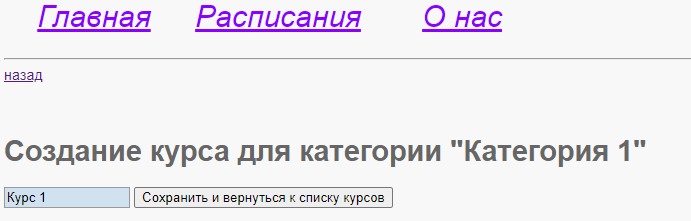 Главная Расписания О нас
назад
Создание курса для категории "Категория 1"
Курс 1 Сохранить и вернуться к списку курсов